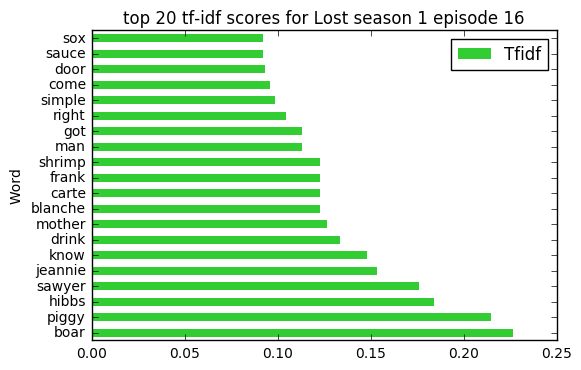 top 20 tf-idf scores for Lost season 1 episode 16
Tfidf
Word
sox
sauce
door
come
simple
right
got
man
shrimp
frank
carte
blanche
mother
drink
know
jeannie
sawyer
hibbs
piggy
boar
0.00 0.05 0.10 0.15 0.20 0.25